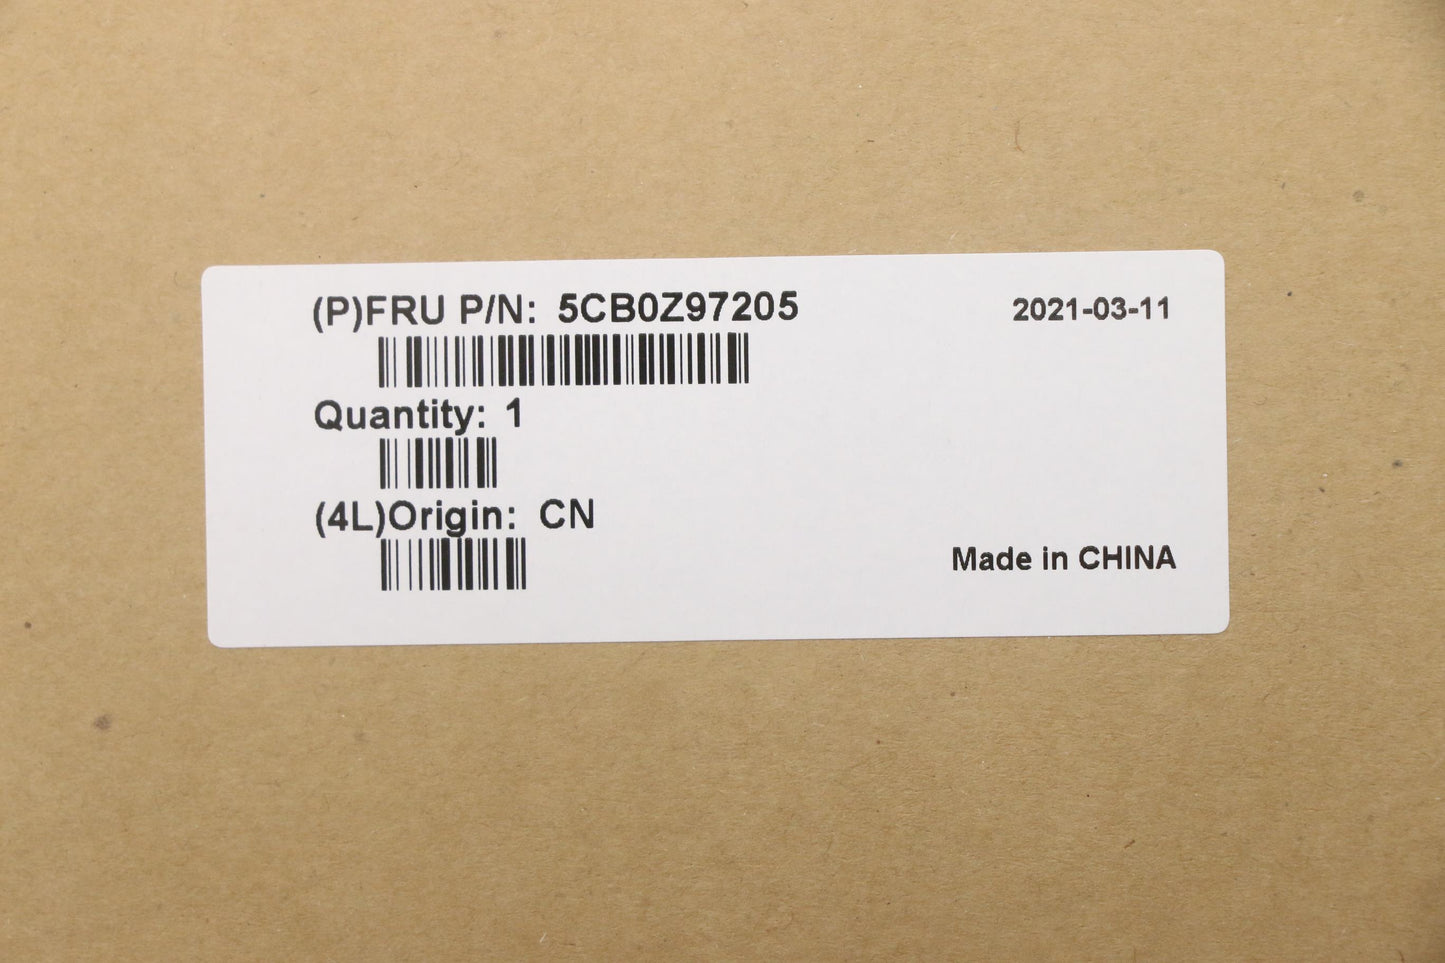 (P)FRU P/N: 5CB0Z97205
2021-03-11
Quantity: 1
(4L)Origin: CN
Made in CHINA